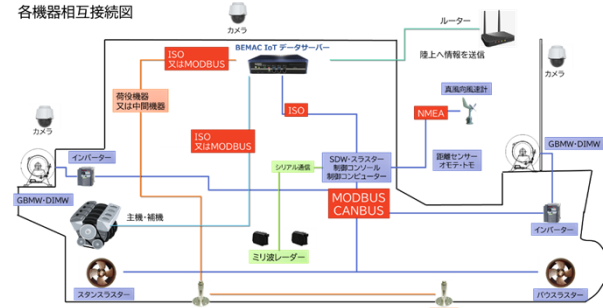 各機器相互接続図
カメラ
ルーター
BEMAC IoT データサーバー
陸上へ情報を送信
カメラ
ISO
又はMODBUS
荷役機器
又は中間機器
真風向風速計
NMEA
ISO
カメラ
ISO
又はMODBUS
インバーター
シリアル通信
SDW・スラスター
制御コンソール
制御コンピューター
距離センサー
オモテ・トモ
GBMW・DIMW
GBMW・DIMW
MODBUS
CANBUS
主機・補機
インバーター
ミリ波レーダー
スタンスラスター
バウスラスター